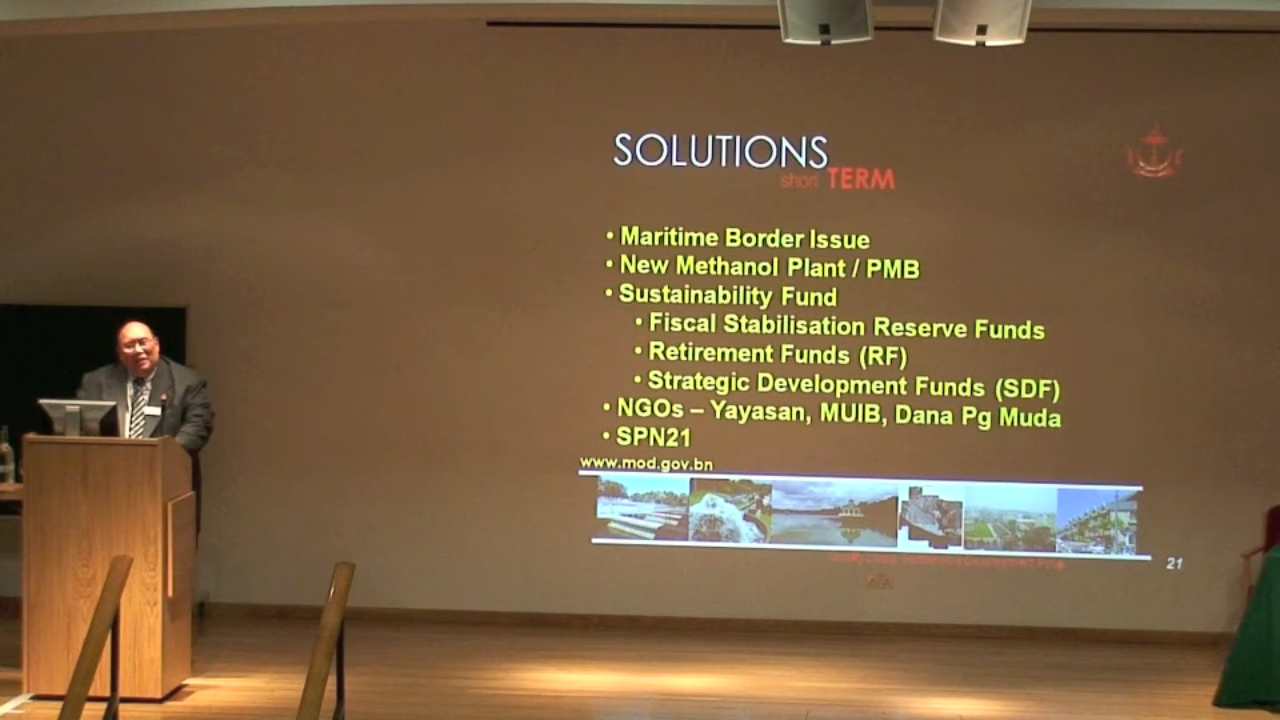 SOLUTIONS
short TERM
• Maritime Border Issue
• New Methanol Plant / PMB
• Sustainability Fund
• Fiscal Stabilisation Reserve Funds
• Retirement Funds (RF)
• Strategic Development Funds (SDF)
• NGOs – Yayasan, MUIB, Dana Pg Muda
• SPN21
www.mod.gov.bn
21